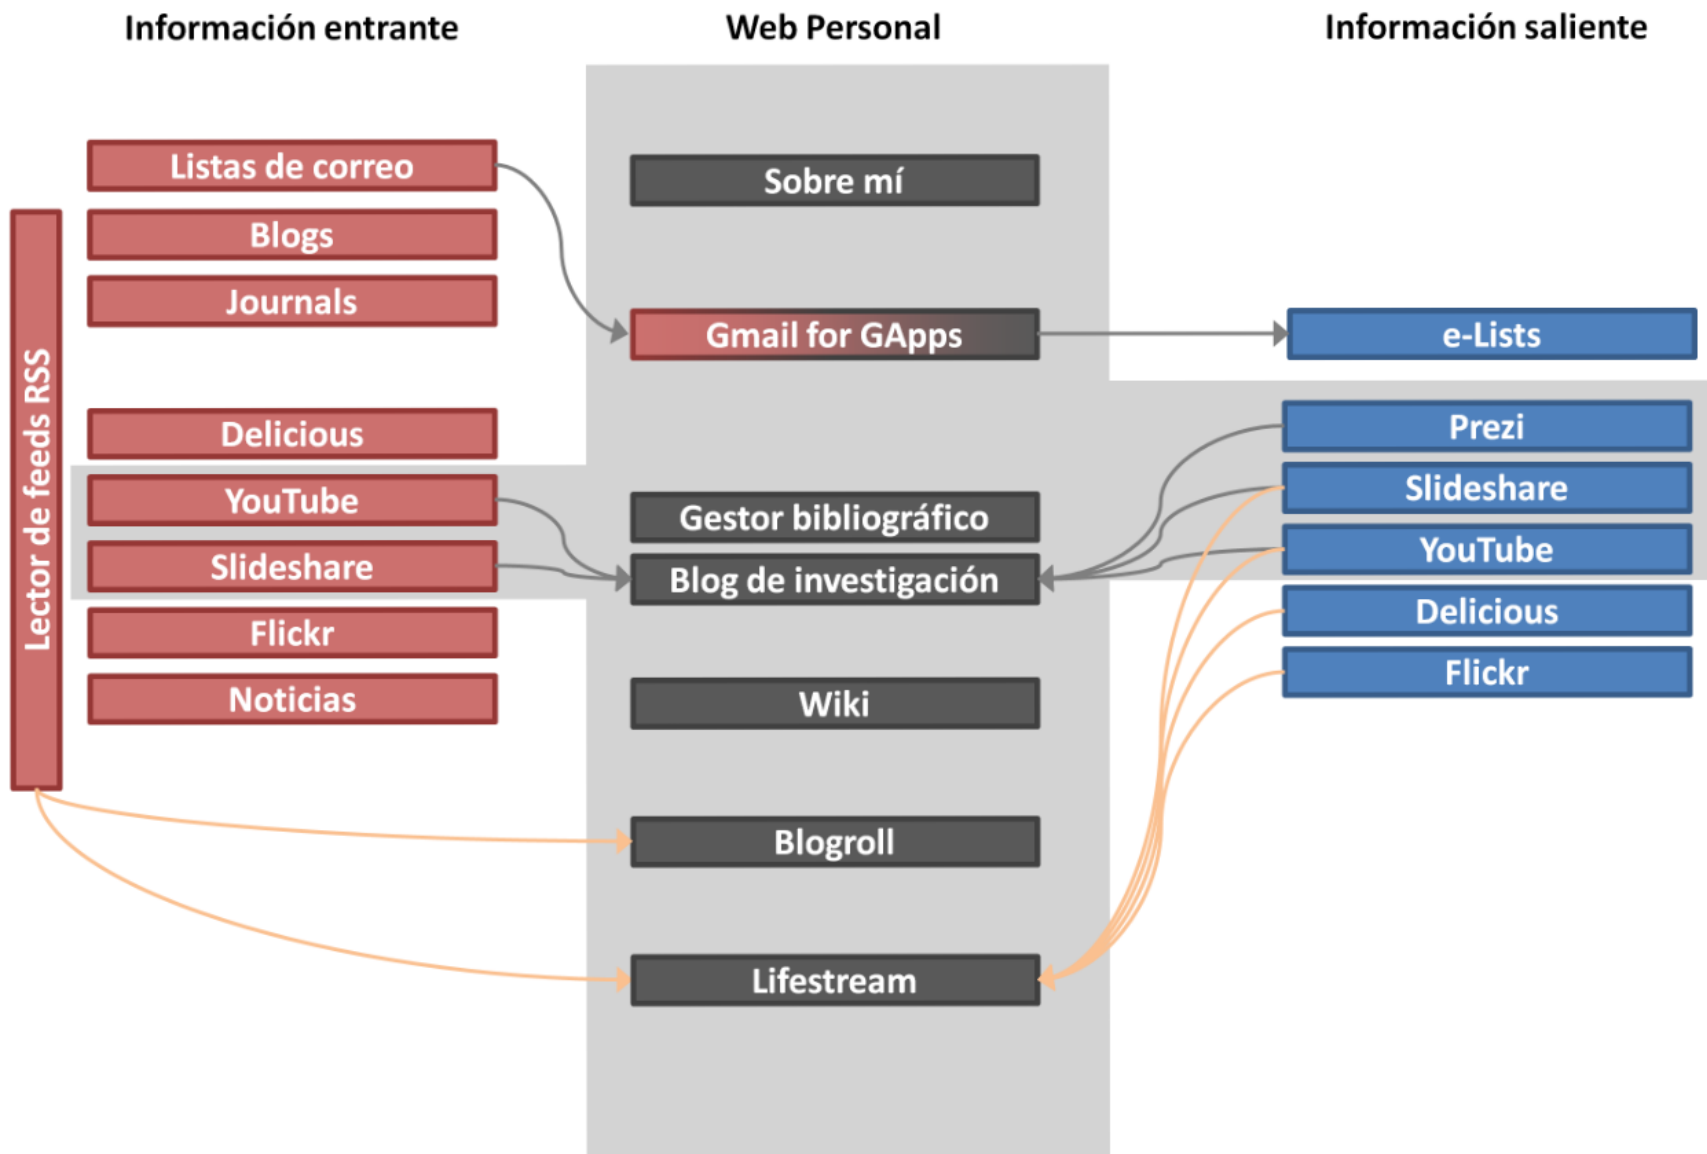 Información entrante
Web Personal
Información saliente
Lector de feeds RSS
Listas de correo
Blogs
Journals
Delicious
YouTube
Slideshare
Flickr
Noticias
Sobre mí
Gmail for GApps
Gestor bibliográfico
Blog de investigación
Wiki
Blogroll
Lifestream
e-Lists
Prezi
Slideshare
YouTube
Delicious
Flickr